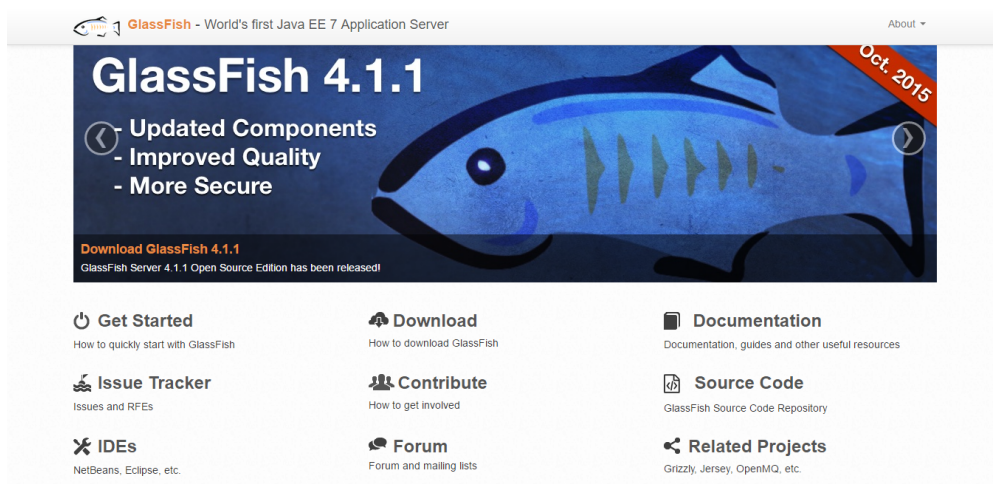 GlassFish - World's first Java EE 7 Application Server
About
GlassFish 4.1.1
Oct. 2015
- Updated Components
- Improved Quality
- More Secure
Download GlassFish 4.1.1
GlassFish Server 4.1.1 Open Source Edition has been released!
Get Started
How to quickly start with GlassFish
Download
How to download GlassFish
Documentation
Documentation, guides and other useful resources
Issue Tracker
Issues and RFEs
Contribute
How to get involved
Source Code
GlassFish Source Code Repository
IDEs
NetBeans, Eclipse, etc.
Forum
Forum and mailing lists
Related Projects
Grizzly, Jersey, OpenMQ, etc.